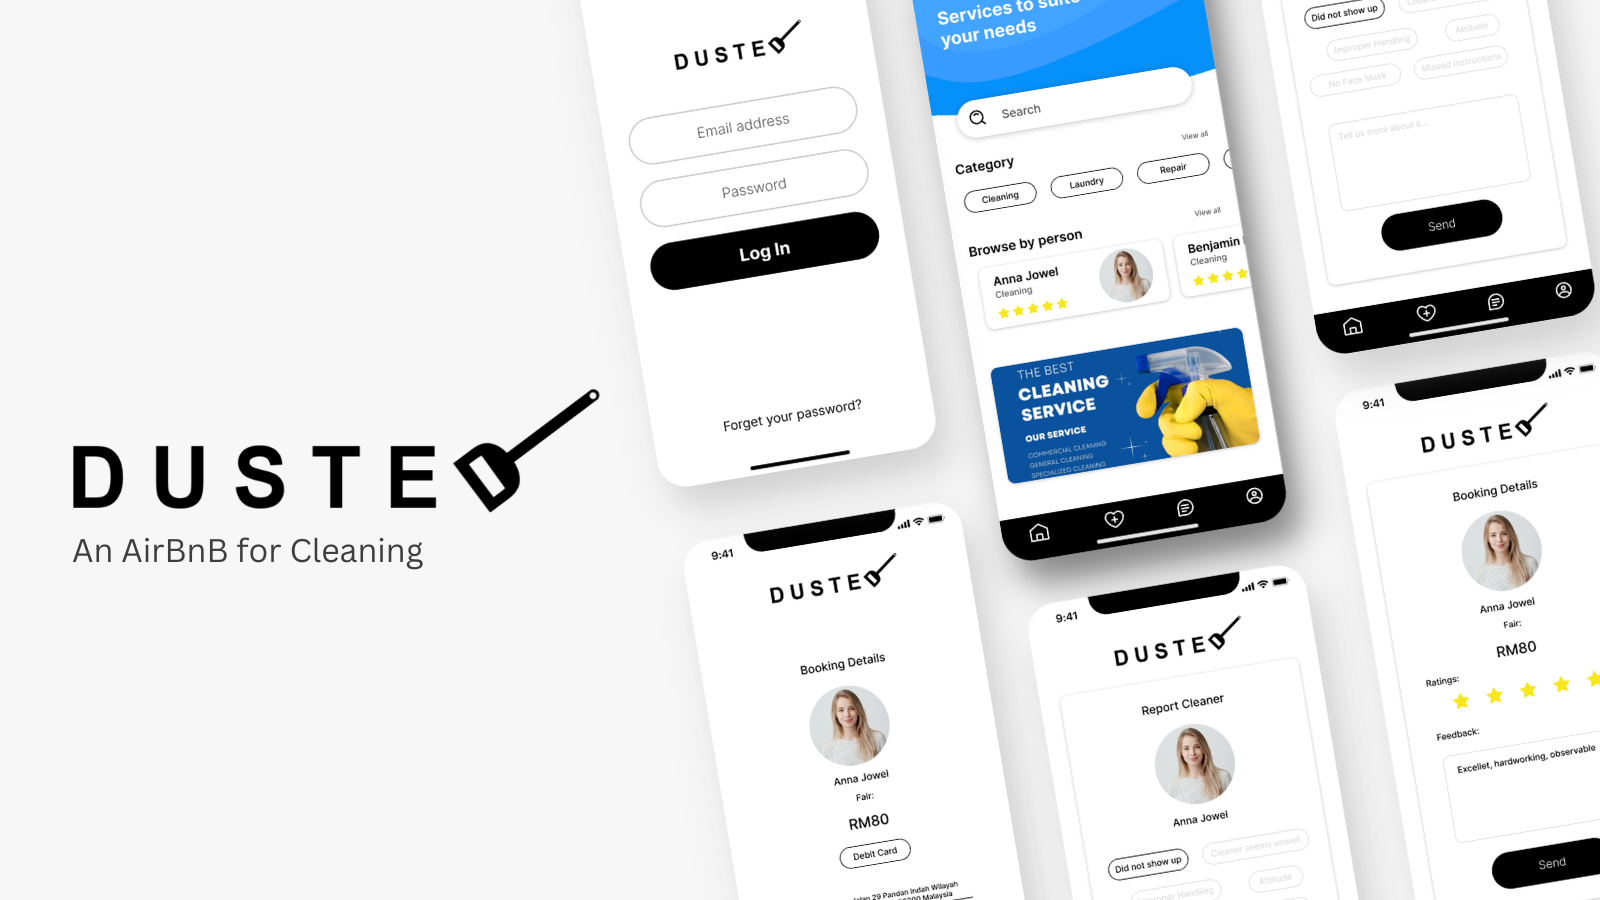 DUSTE
An AirBnB for Cleaning
DUSTE
Email address
Password
Log In
Forget your password?
Services to suite
your needs
Search
View all
Category
Cleaning
Laundry
Repair
View all
Browse by person
Anna Jowel
Cleaning
Benjamin
Cleaning
THE BEST
CLEANING
SERVICE
OUR SERVICE
COMMERCIAL CLEANING
GENERAL CLEANING
SPECIALIZED CLEANING
Did not show up
Improper Handling
Attitude
No Face Mask
Missed instructions
Tell us more about it...
Send
9:41
DUSTE
Booking Details
Anna Jowel
Fair:
RM80
Debit Card
Jalan 29 Pandan Indah Wilayah
Malaysia
9:41
DUSTE
Report Cleaner
Anna Jowel
Did not show up
Cleaner seems unwell
Improper Handling
Attitude
9:41
DUSTE
Booking Details
Anna Jowel
Fair:
RM80
Ratings:
Feedback:
Excellet, hardworking, observable
Send